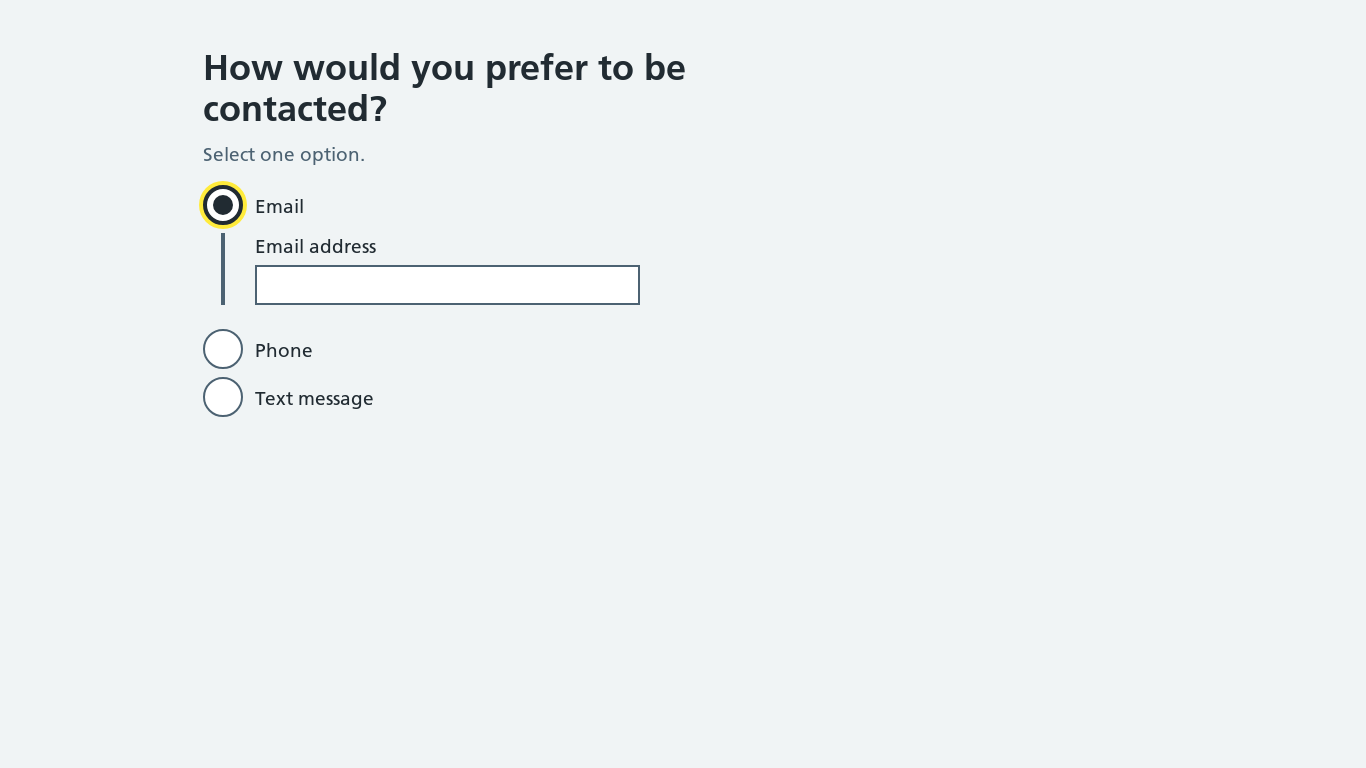 How would you prefer to be
contacted?
Select one option.
Email
Email address
Phone
Text message